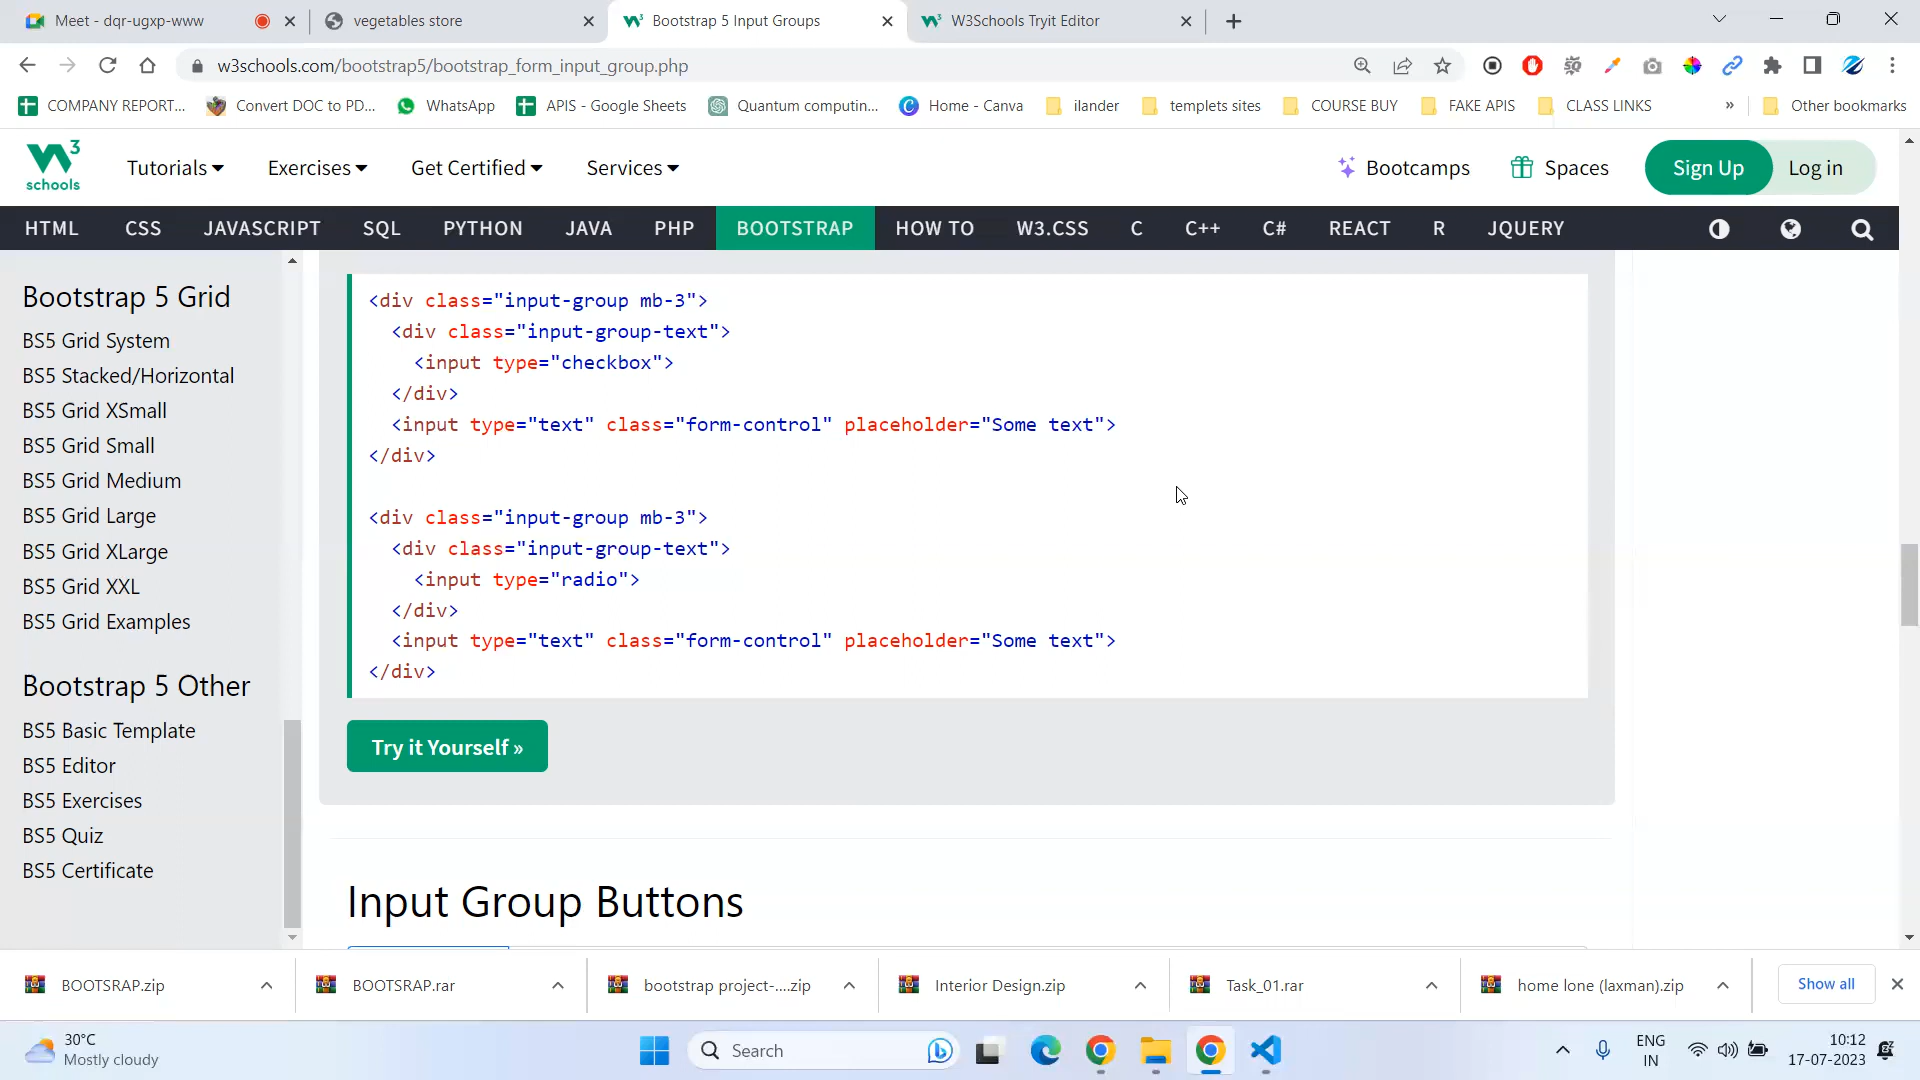 Meet - dqr-ugxp-www
vegetables store
Bootstrap 5 Input Groups
W3Schools Tryit Editor
w3schools.com/bootstrap5/bootstrap_form_input_group.php
COMPANY REPORT...
Convert DOC to PD...
WhatsApp
APIS - Google Sheets
Quantum computin...
Home - Canva
ilander
templets sites
COURSE BUY
FAKE APIS
CLASS LINKS
»
Other bookmarks
W3
schools
Tutorials
Exercises
Get Certified
Services
Bootcamps
Spaces
Sign Up
Log in
HTML CSS JAVASCRIPT SQL PYTHON JAVA PHP BOOTSTRAP HOW TO W3.CSS C C++ C# REACT R JQUERY
Bootstrap 5 Grid
BS5 Grid System
BS5 Stacked/Horizontal
BS5 Grid XSmall
BS5 Grid Small
BS5 Grid Medium
BS5 Grid Large
BS5 Grid XLarge
BS5 Grid XXL
BS5 Grid Examples
Bootstrap 5 Other
BS5 Basic Template
BS5 Editor
BS5 Exercises
BS5 Quiz
BS5 Certificate
<div class="input-group mb-3">
  <div class="input-group-text">
    <input type="checkbox">
  </div>
  <input type="text" class="form-control" placeholder="Some text">
</div>
<div class="input-group mb-3">
  <div class="input-group-text">
    <input type="radio">
  </div>
  <input type="text" class="form-control" placeholder="Some text">
</div>
Try it Yourself »
Input Group Buttons
BOOTSRAP.zip
BOOTSRAP.rar
bootstrap project-....zip
Interior Design.zip
Task_01.rar
home lone (laxman).zip
Show all
30°C
Mostly cloudy
Search
ENG
IN
10:12
17-07-2023